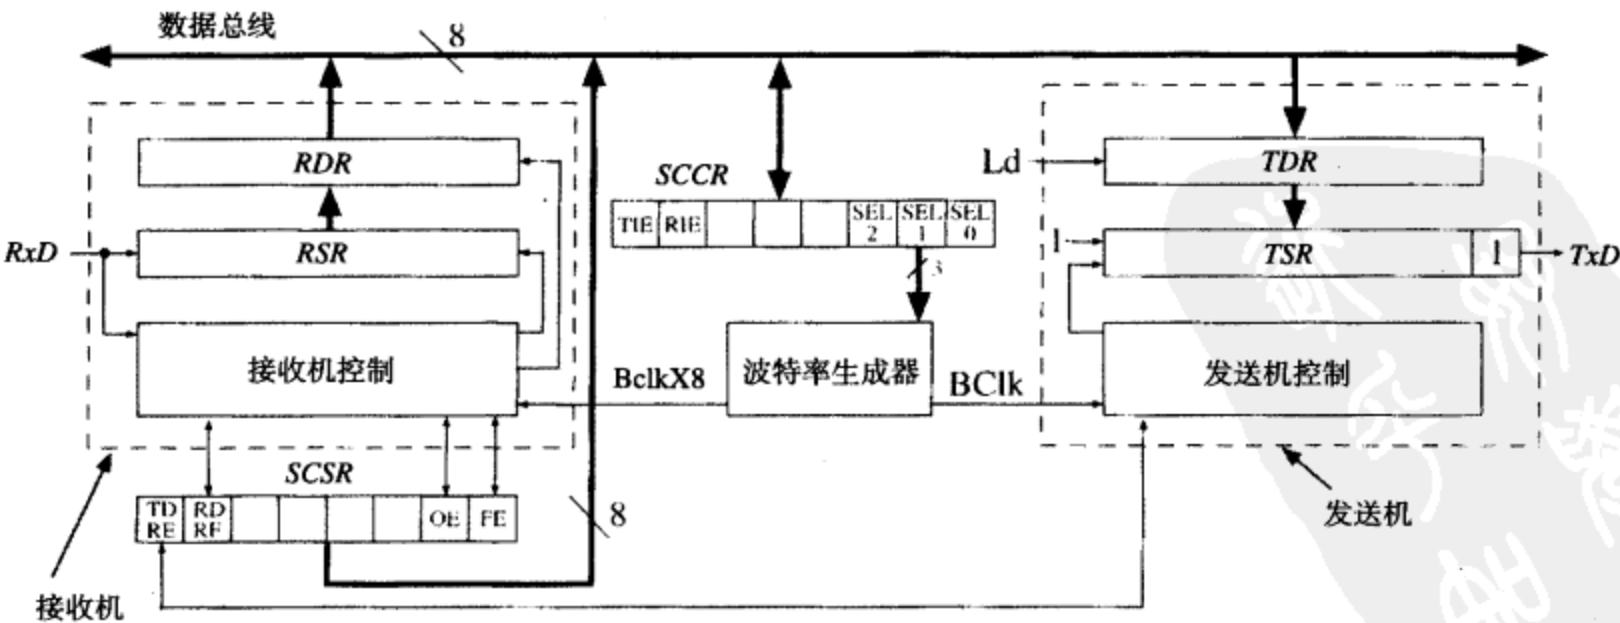 数据总线
8
RDR
Ld
TDR
SCCR
TIE RIE SEL 2 SEL 1 SEL 0
RxD
RSR
1
TSR
1
TxD
3
接收机控制
BclkX8
波特率生成器
BClk
发送机控制
SCSR
TD RE RD RF OE FE
8
发送机
接收机